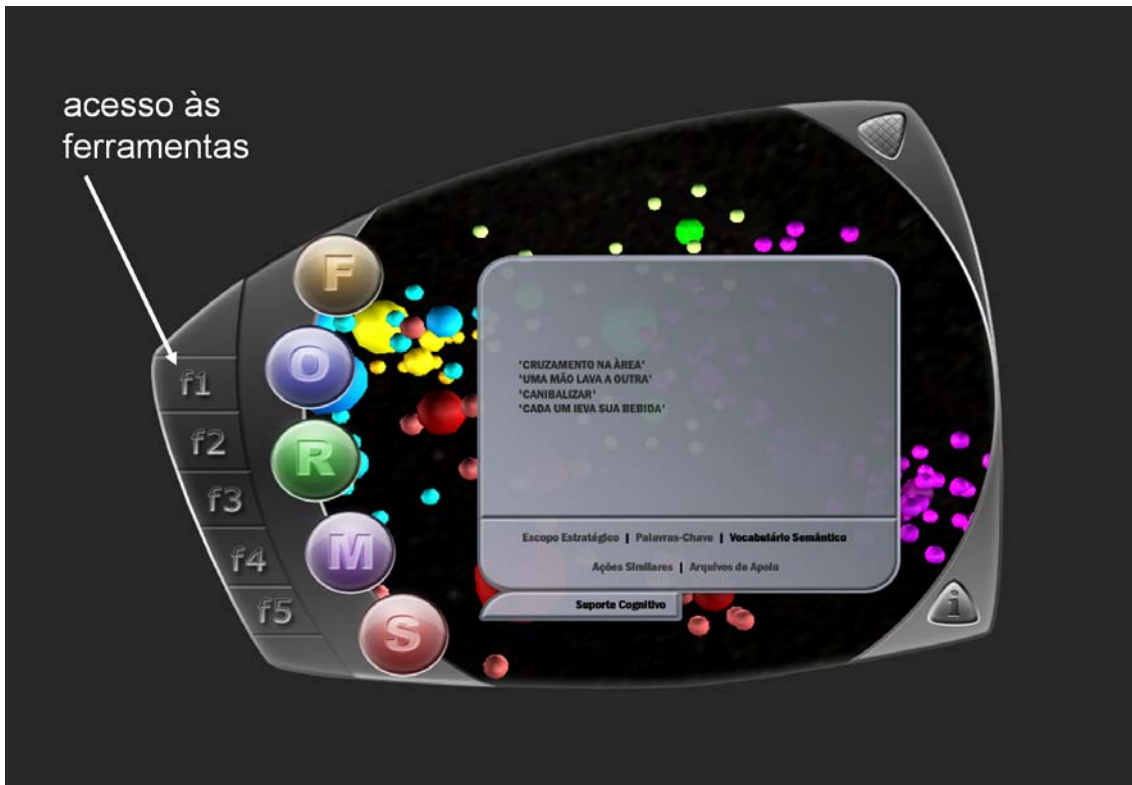 acesso às
ferramentas
F
O
R
M
S
f1
f2
f3
f4
f5
'CRUZAMENTO NA ÀREA'
'UMA MÃO LAVA A OUTRA'
'CANIBALIZAR'
'CADA UM lEVA SUA BEBIDA'
Escopo Estratégico | Palavras-Chave | Vocabulário Semântico
Ações Similares | Arquivos de Apoio
Suporte Cognitivo
i